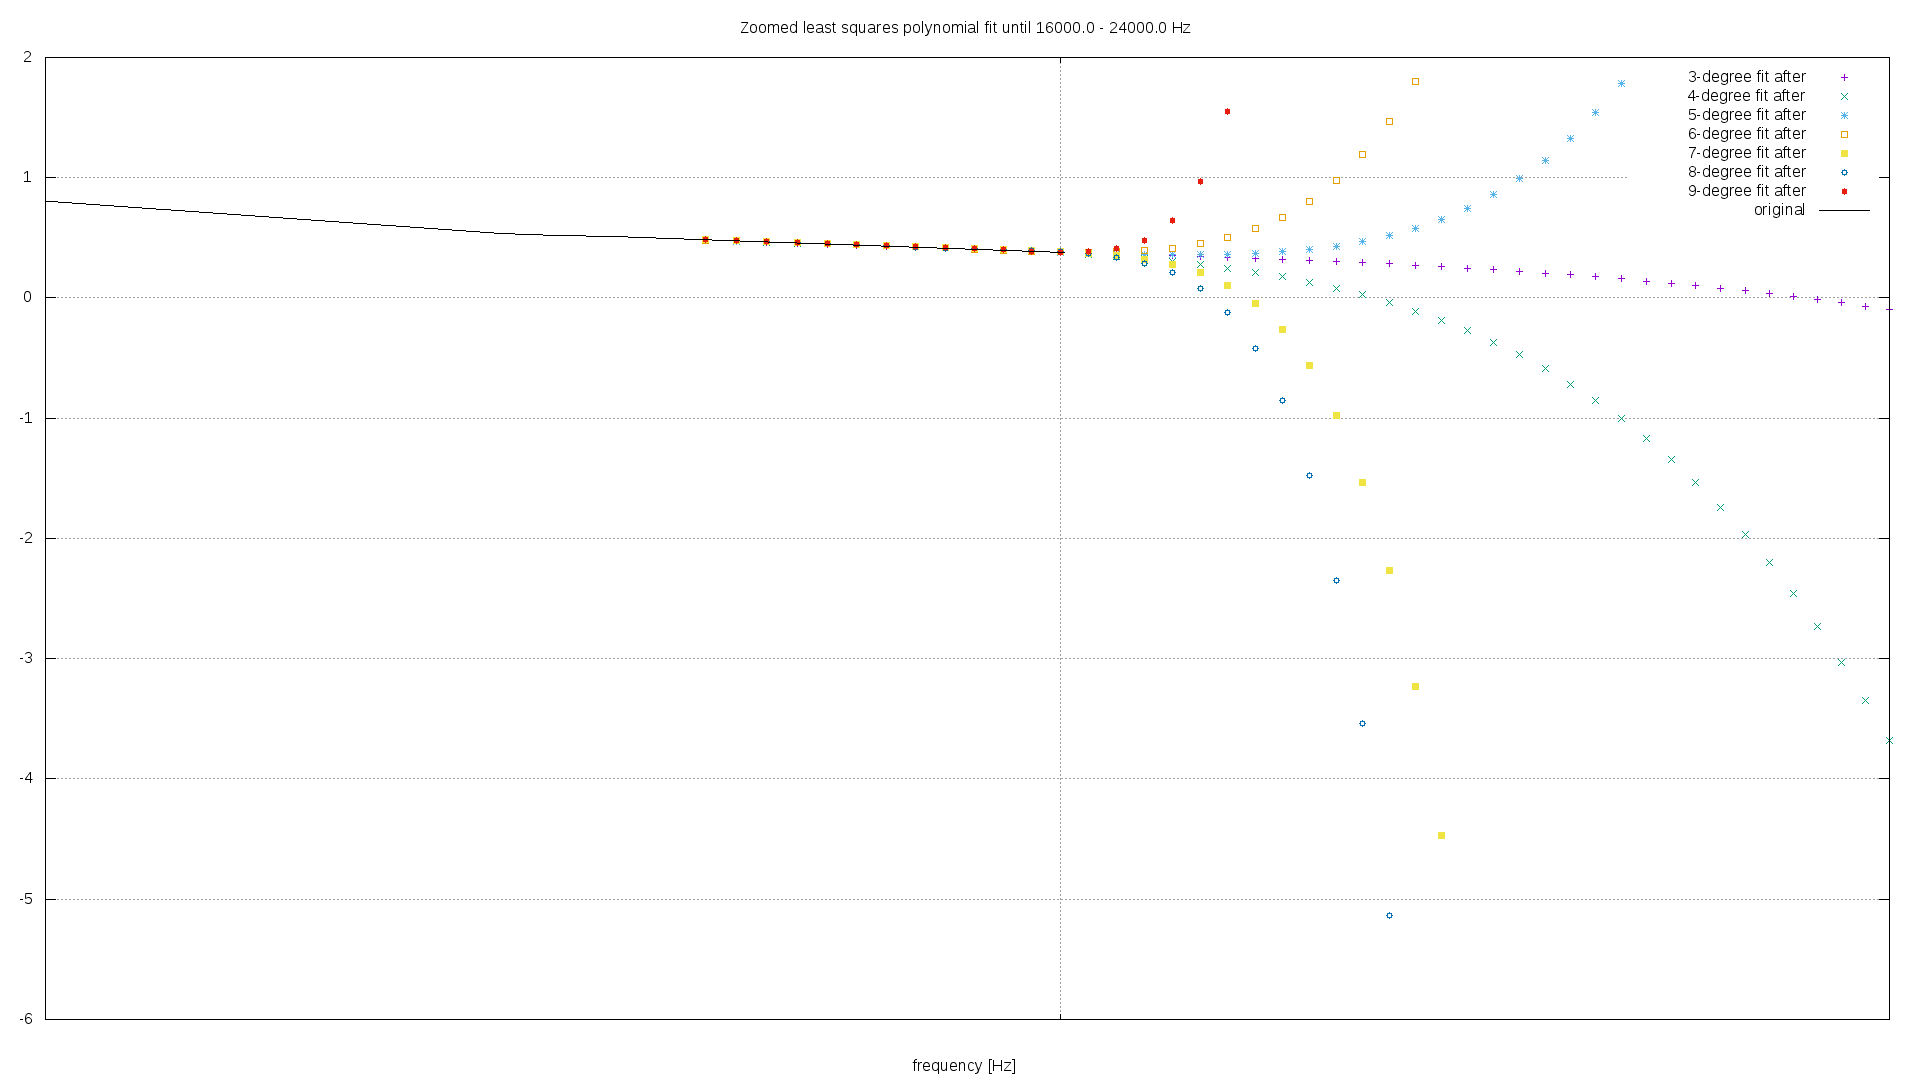 Zoomed least squares polynomial fit until 16000.0 - 24000.0 Hz
2
1
0
-1
-2
-3
-4
-5
-6
3-degree fit after
4-degree fit after
5-degree fit after
6-degree fit after
7-degree fit after
8-degree fit after
9-degree fit after
original
frequency [Hz]